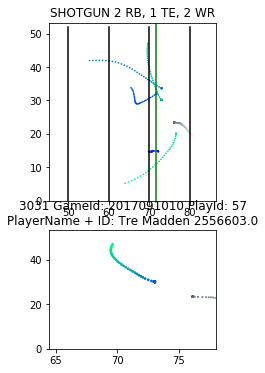 SHOTGUN 2 RB, 1 TE, 2 WR
50
40
30
20
10
0
50 60 70 80
3031 GameId: 2017091010 PlayId: 57
PlayerName + ID: Tre Madden 2556603.0
40
20
0
65 70 75